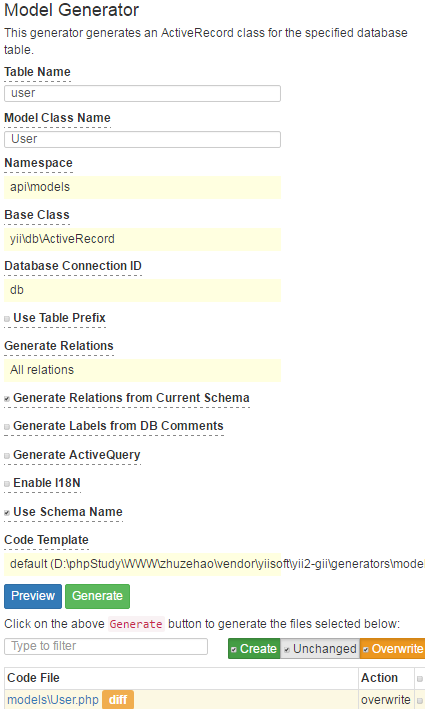 Model Generator
This generator generates an ActiveRecord class for the specified database
table.
Table Name
user
Model Class Name
User
Namespace
api\models
Base Class
yii\db\ActiveRecord
Database Connection ID
db
Use Table Prefix
Generate Relations
All relations
Generate Relations from Current Schema
Generate Labels from DB Comments
Generate ActiveQuery
Enable I18N
Use Schema Name
Code Template
default (D:\phpStudy\WWW\zhuzehao\vendor\yiisoft\yii2-gii\generators\model
Preview Generate
Click on the above Generate button to generate the files selected below:
Type to filter Create Unchanged Overwrite
Code File Action
models\User.php diff overwrite